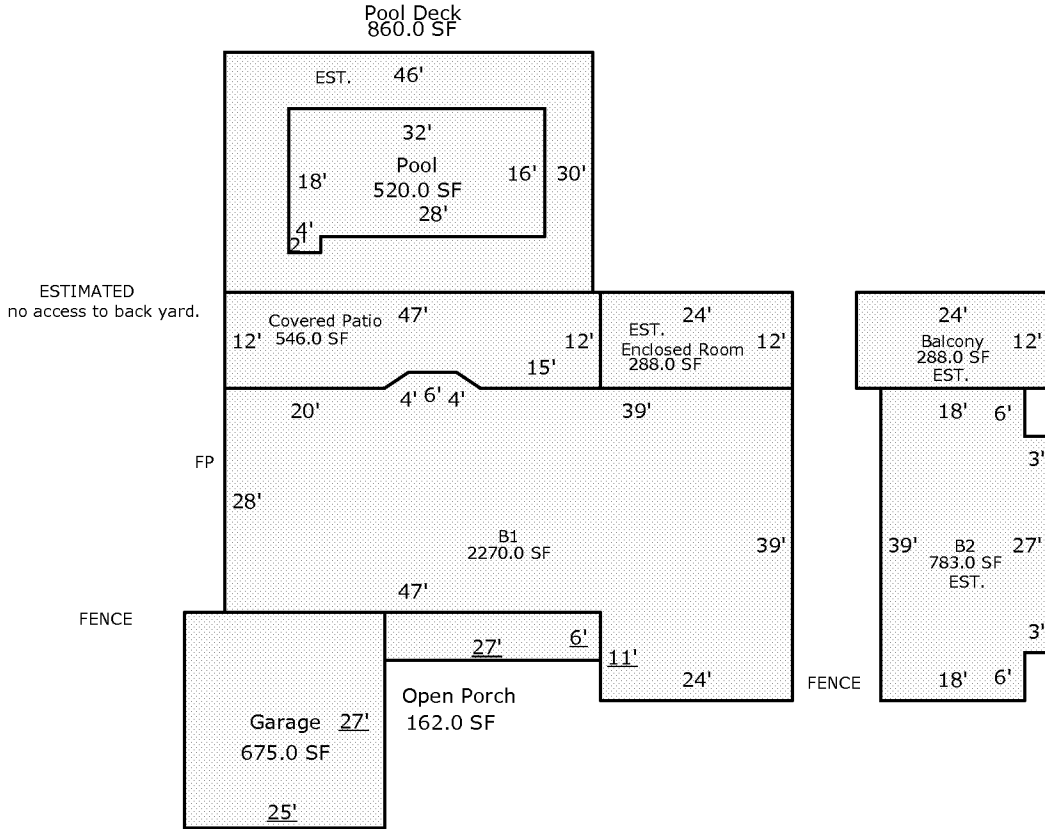 Pool Deck
860.0 SF
EST. 46'
32'
Pool
18' 16' 30'
520.0 SF
28'
4'
2'
ESTIMATED
no access to back yard.
Covered Patio 47'
546.0 SF
12' 12'
15'
24'
EST.
Enclosed Room 12'
288.0 SF
24'
Balcony 12'
288.0 SF
EST.
20' 4' 6' 4' 39'
18' 6'
3'
FP
28'
B1
2270.0 SF
39'
39' B2 27'
783.0 SF
EST.
47'
FENCE
27' 6'
11'
3'
24'
FENCE
18' 6'
Open Porch
162.0 SF
Garage 27'
675.0 SF
25'